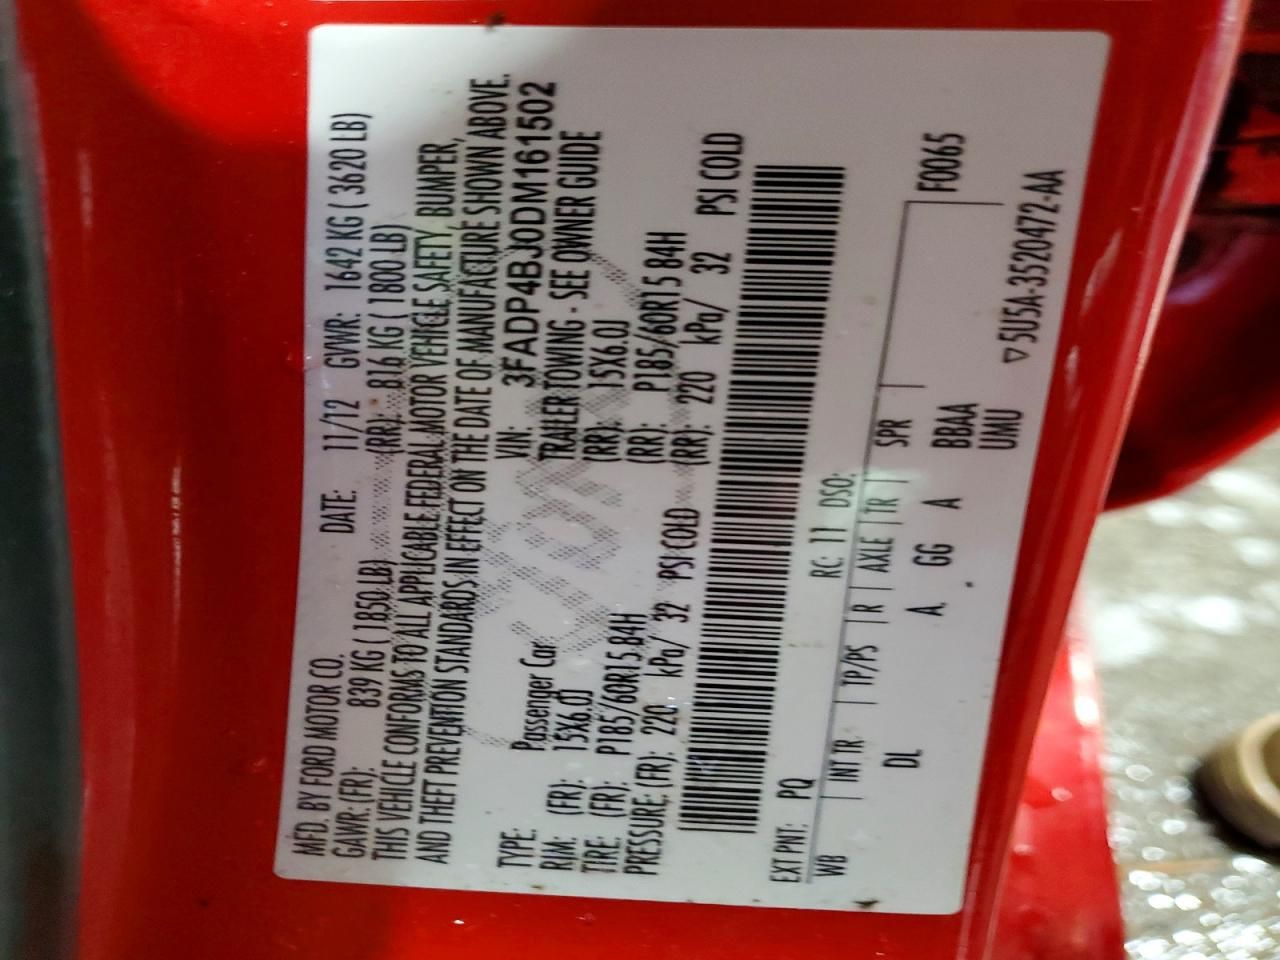 MFD. BY FORD MOTOR CO. DATE: 11/12 GVWR: 1642 KG ( 3620 LB)
GAWR: (FR): 839 KG ( 1850 LB) (RR): 816 KG ( 1800 LB)
THIS VEHICLE CONFORMS TO ALL APPLICABLE FEDERAL MOTOR VEHICLE SAFETY, BUMPER,
AND THEFT PREVENTION STANDARDS IN EFFECT ON THE DATE OF MANUFACTURE SHOWN ABOVE.
VIN: 3FADP4BJ0DM161502
TYPE: Passenger Car TRAILER TOWING - SEE OWNER GUIDE
RIM: (FR): 15X6.0J (RR): 15X6.0J
TIRE: (FR): P185/60R15 84H (RR): P185/60R15 84H
PRESSURE: (FR): 220 kPa/ 32 PSI COLD (RR): 220 kPa/ 32 PSI COLD
EXT PNT: PQ RC: 11 DSO:
WB INT TR TP/PS R AXLE TR SPR F0065
DL A GG A BBAA
UMU
▽5U5A-3520472-AA